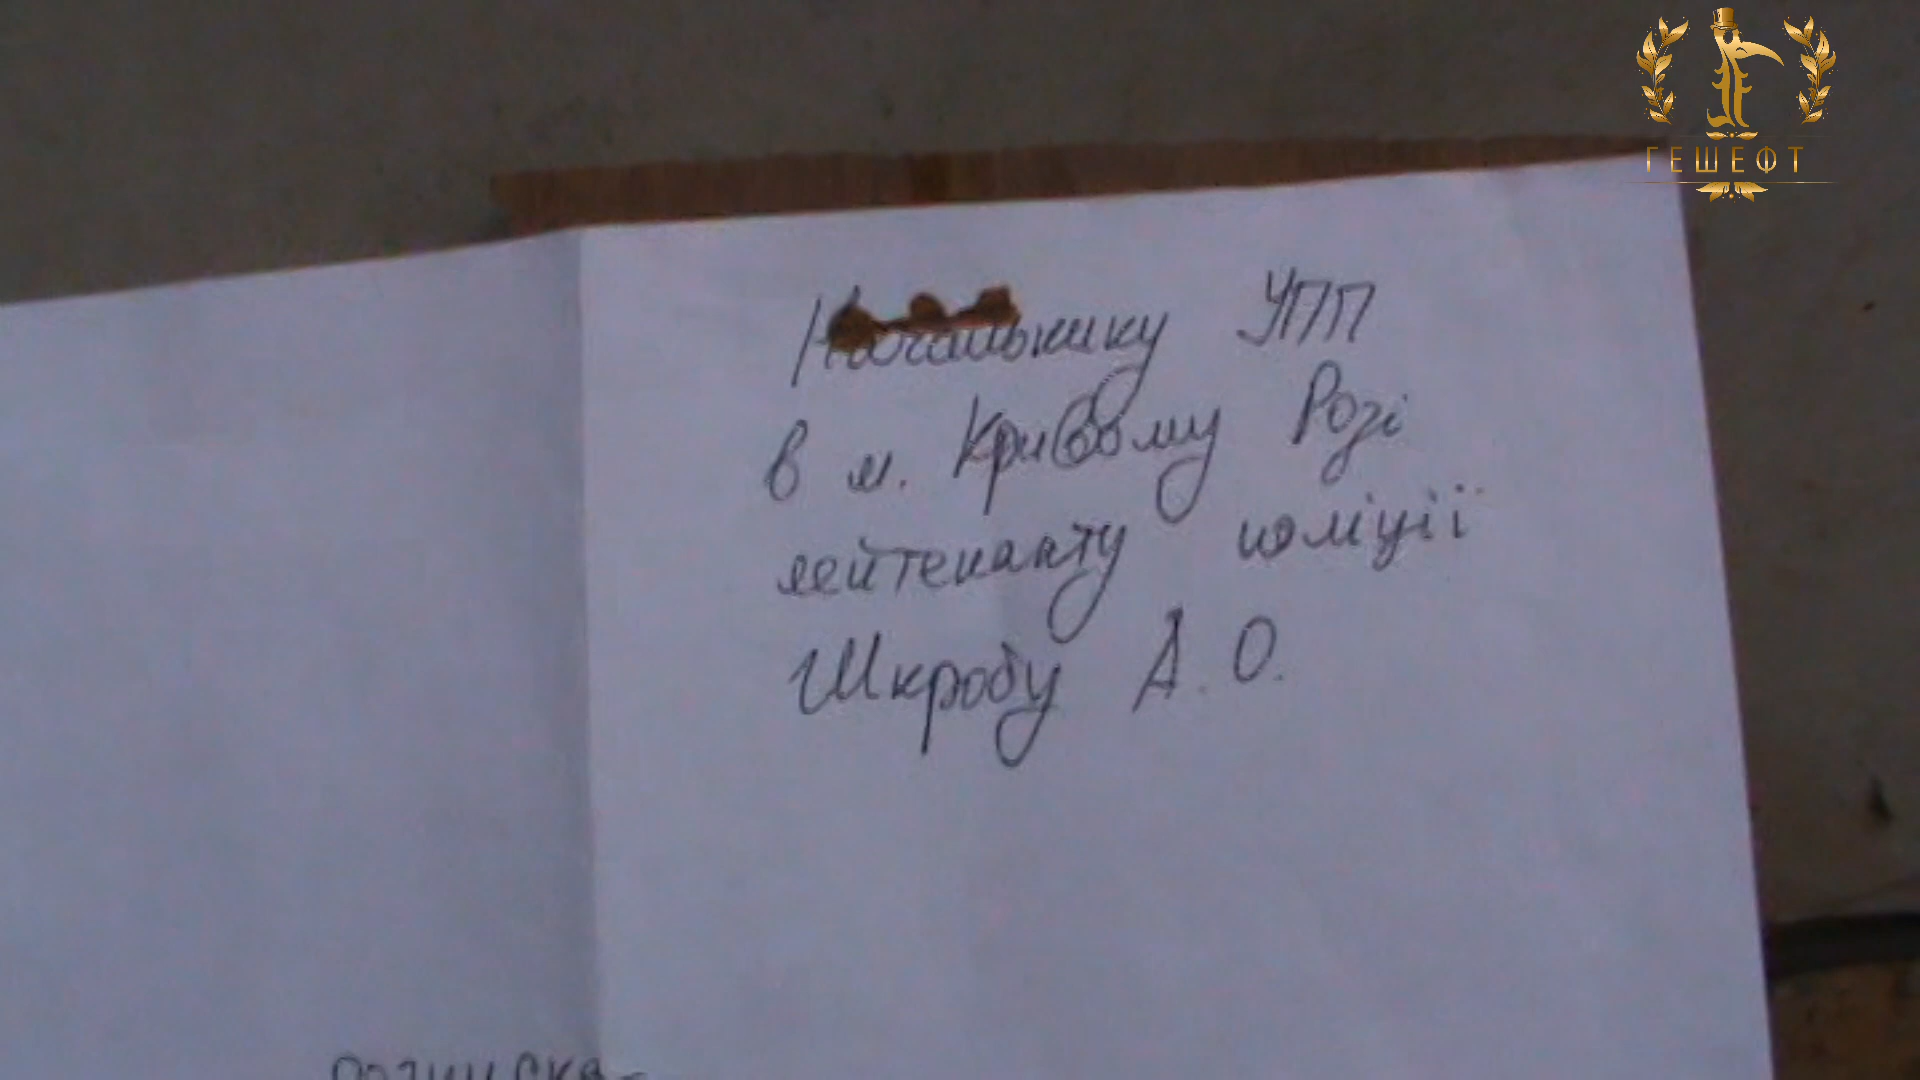 ГЕШЕФТ
Начальнику УПП
в м. Кривому Розі
лейтенанту поліції
Шкробу А. О.